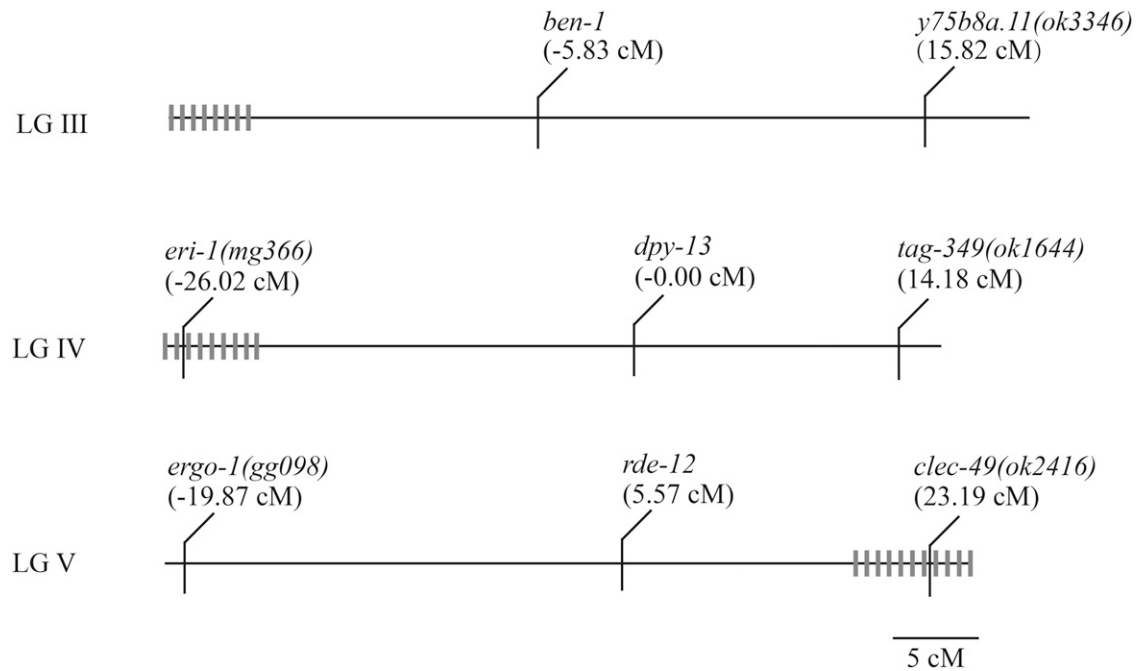 ben-1
(-5.83 cM)
y75b8a.11(ok3346)
(15.82 cM)
LG III
eri-1(mg366)
(-26.02 cM)
dpy-13
(-0.00 cM)
tag-349(ok1644)
(14.18 cM)
LG IV
ergo-1(gg098)
(-19.87 cM)
rde-12
(5.57 cM)
clec-49(ok2416)
(23.19 cM)
LG V
5 cM